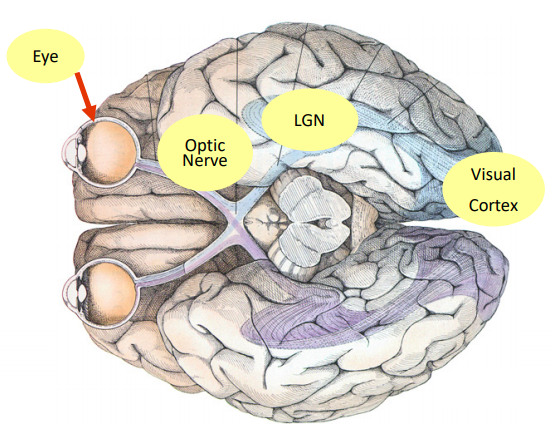 Eye
Optic
Nerve
LGN
Visual
Cortex